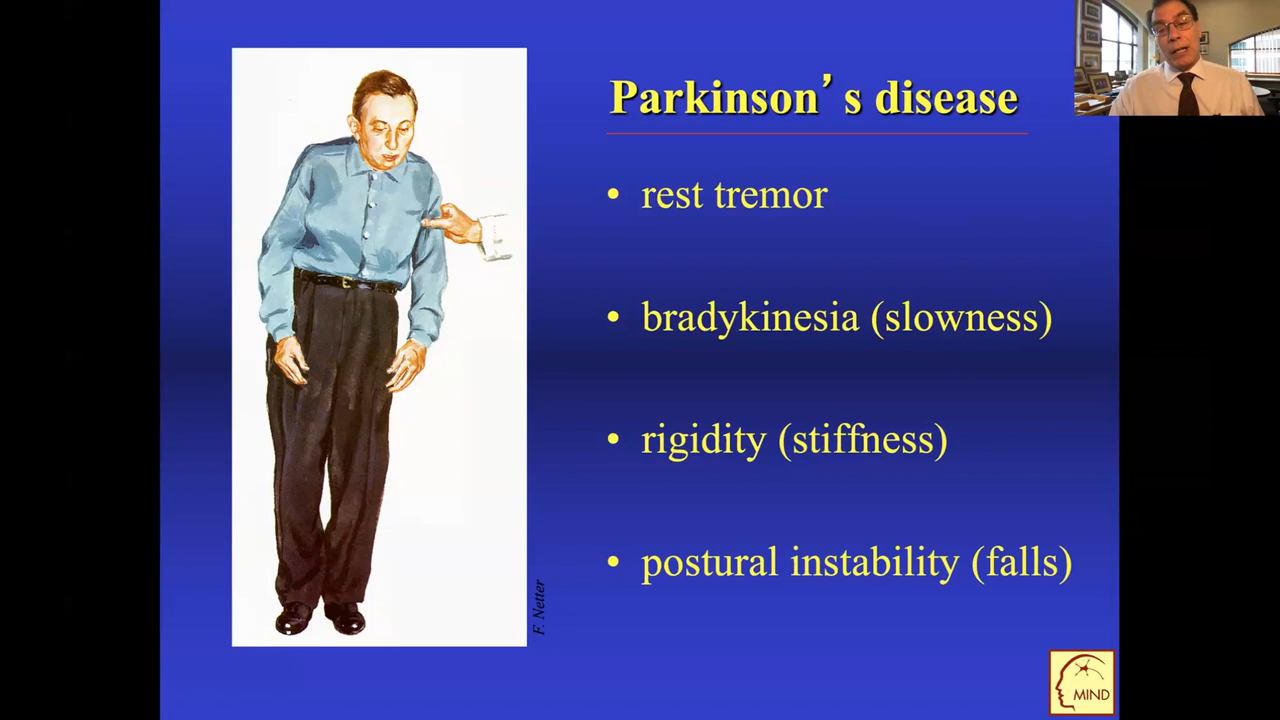 Parkinson’s disease
• rest tremor
• bradykinesia (slowness)
• rigidity (stiffness)
• postural instability (falls)
F. Netter
MIND